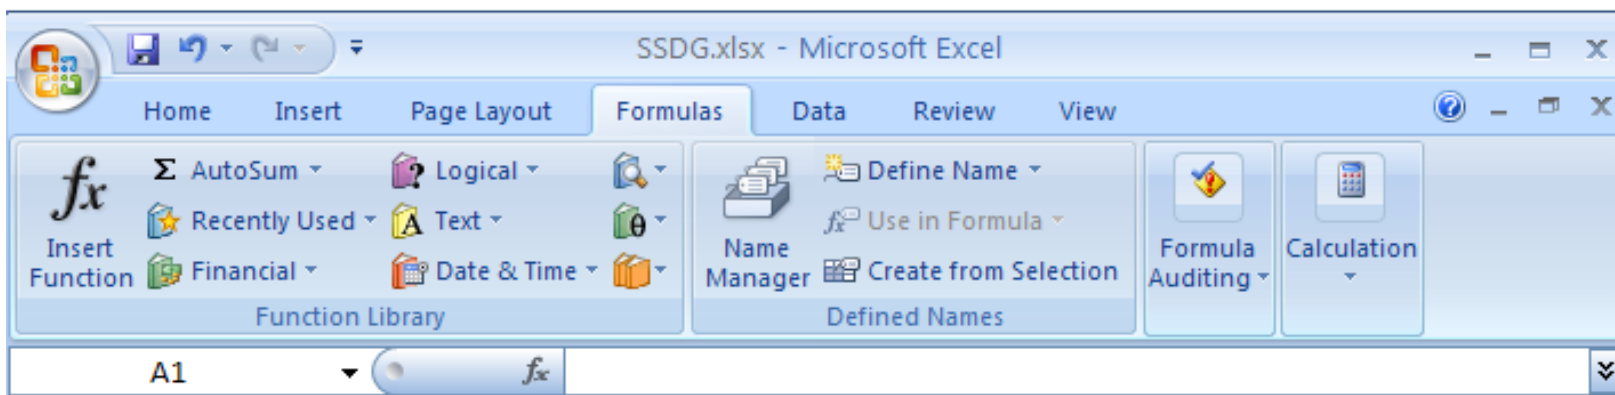 SSDG.xlsx - Microsoft Excel
Home Insert Page Layout Formulas Data Review View
fx Σ AutoSum Logical
Recently Used A Text θ
Insert Function Financial Date & Time
Function Library
Name Manager Define Name
fx Use in Formula
Create from Selection
Defined Names
Formula Auditing Calculation
A1 fx